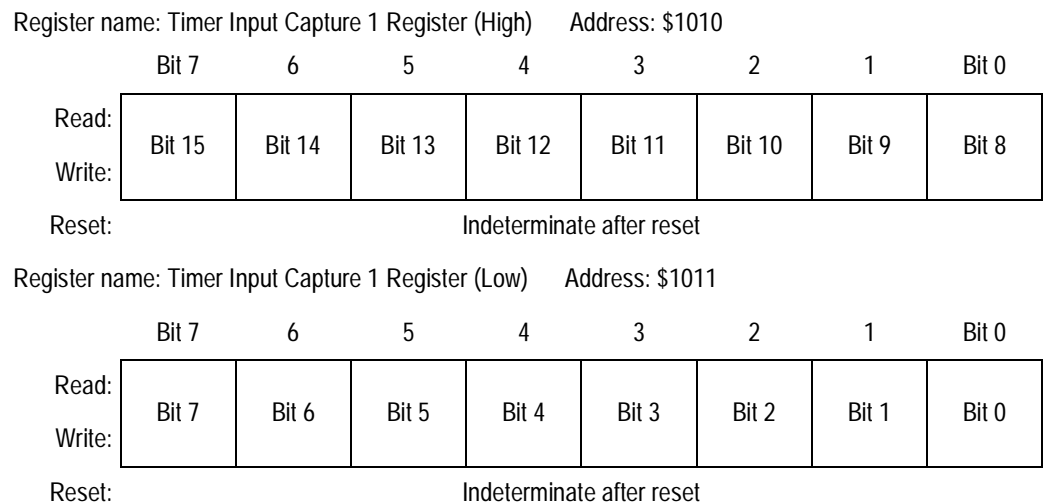 Register name: Timer Input Capture 1 Register (High) Address: $1010
Bit 7 6 5 4 3 2 1 Bit 0
Read:
Bit 15 Bit 14 Bit 13 Bit 12 Bit 11 Bit 10 Bit 9 Bit 8
Write:
Reset: Indeterminate after reset
Register name: Timer Input Capture 1 Register (Low) Address: $1011
Bit 7 6 5 4 3 2 1 Bit 0
Read:
Bit 7 Bit 6 Bit 5 Bit 4 Bit 3 Bit 2 Bit 1 Bit 0
Write:
Reset: Indeterminate after reset